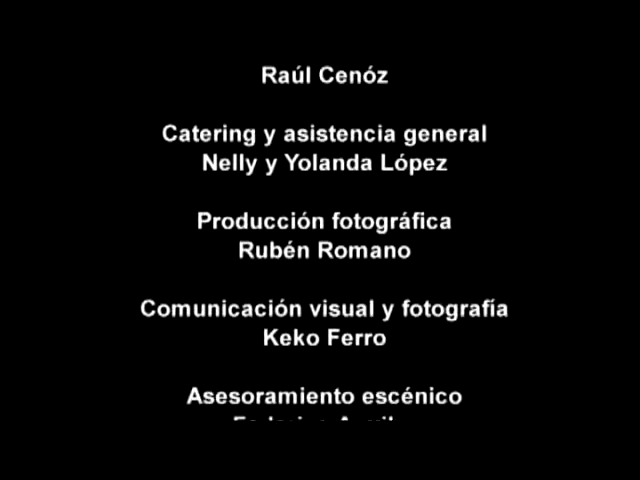 Raúl Cenóz
Catering y asistencia general
Nelly y Yolanda López
Producción fotográfica
Rubén Romano
Comunicación visual y fotografía
Keko Ferro
Asesoramiento escénico